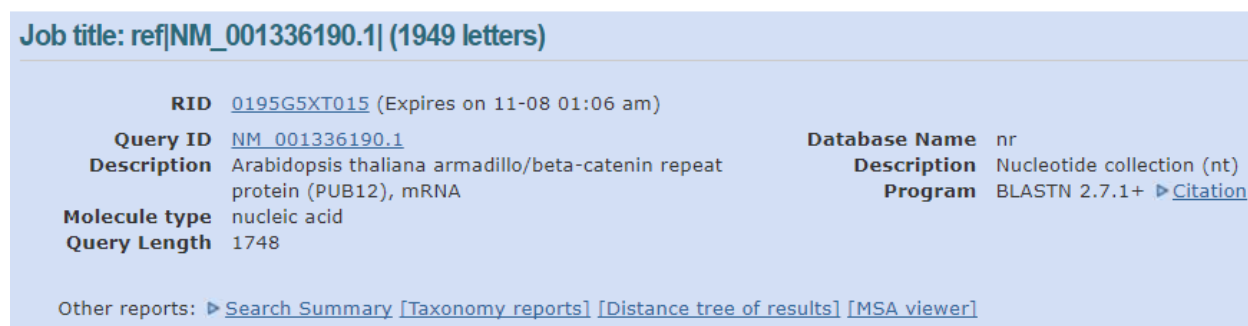 Job title: ref|NM_001336190.1| (1949 letters)
RID 0195G5XT015 (Expires on 11-08 01:06 am)
Query ID NM_001336190.1
Description Arabidopsis thaliana armadillo/beta-catenin repeat
protein (PUB12), mRNA
Molecule type nucleic acid
Query Length 1748
Database Name nr
Description Nucleotide collection (nt)
Program BLASTN 2.7.1+ ▶Citation
Other reports: ▶Search Summary [Taxonomy reports] [Distance tree of results] [MSA viewer]